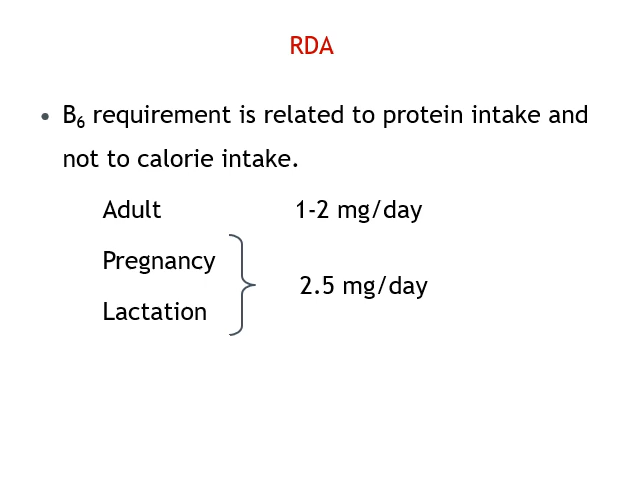 RDA
• B₆ requirement is related to protein intake and
not to calorie intake.
Adult 1-2 mg/day
Pregnancy
2.5 mg/day
Lactation